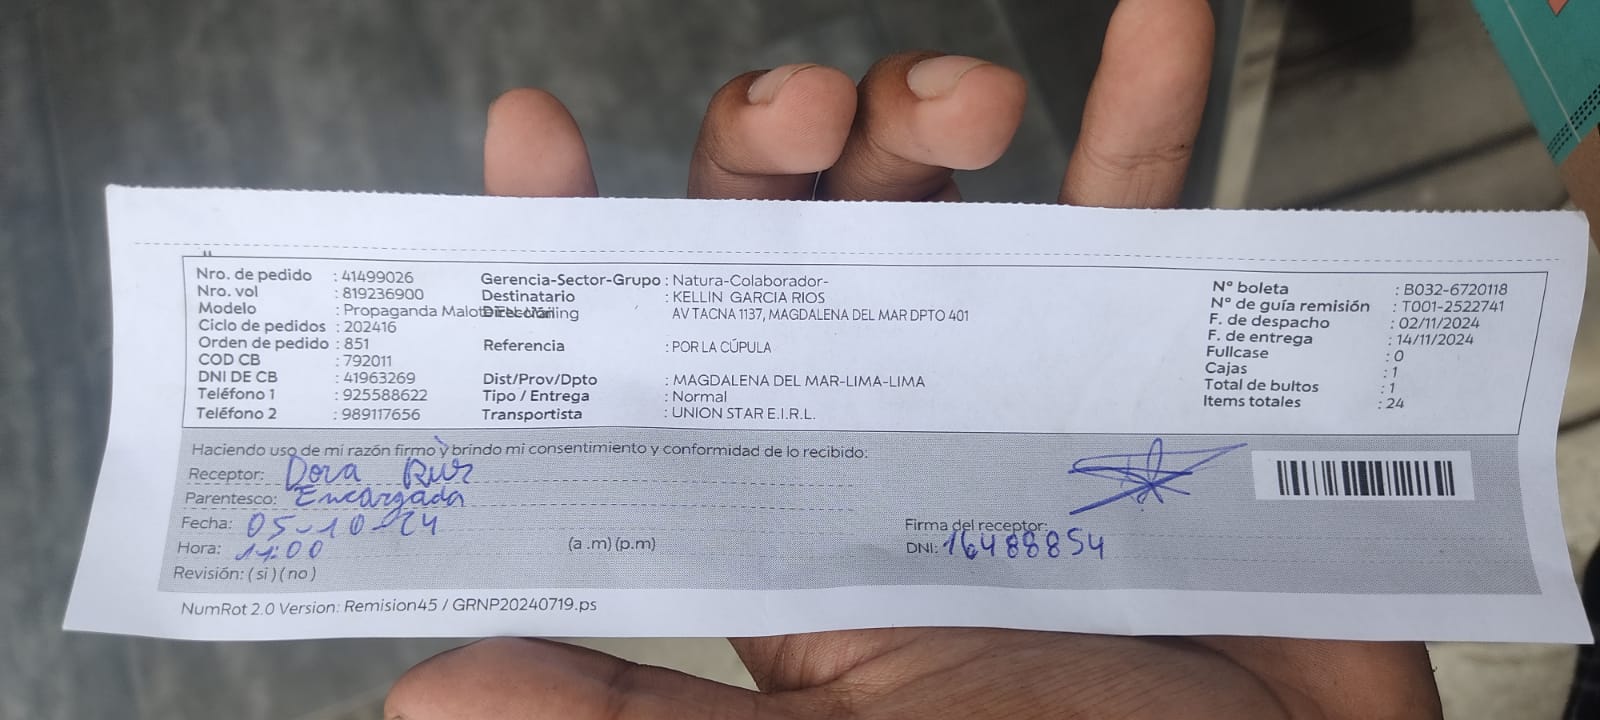 Nro. de pedido : 41499026 Gerencia-Sector-Grupo : Natura-Colaborador- N° boleta : B032-6720118
Nro. vol : 819236900 Destinatario : KELLIN GARCIA RIOS N° de guía remisión : T001-2522741
Modelo : Propaganda Dirección AV TACNA 1137, MAGDALENA DEL MAR DPTO 401 F. de despacho : 02/11/2024
Ciclo de pedidos : 202416 F. de entrega : 14/11/2024
Orden de pedido : 851 Referencia : POR LA CÚPULA Fullcase : 0
COD CB : 792011 Cajas : 1
DNI DE CB : 41963269 Dist/Prov/Dpto : MAGDALENA DEL MAR-LIMA-LIMA Total de bultos : 1
Teléfono 1 : 925588622 Tipo / Entrega : Normal Items totales : 24
Teléfono 2 : 989117656 Transportista : UNION STAR E.I.R.L.
Haciendo uso de mi razón firmo y brindo mi consentimiento y conformidad de lo recibido:
Receptor: Dora
Parentesco: Encargada
Fecha: 05-10-24 Firma del receptor:
Hora: 11:00 (a .m) (p.m) DNI: 16488854
Revisión: ( si ) ( no )
NumRot 2.0 Version: Remision45 / GRNP20240719.ps